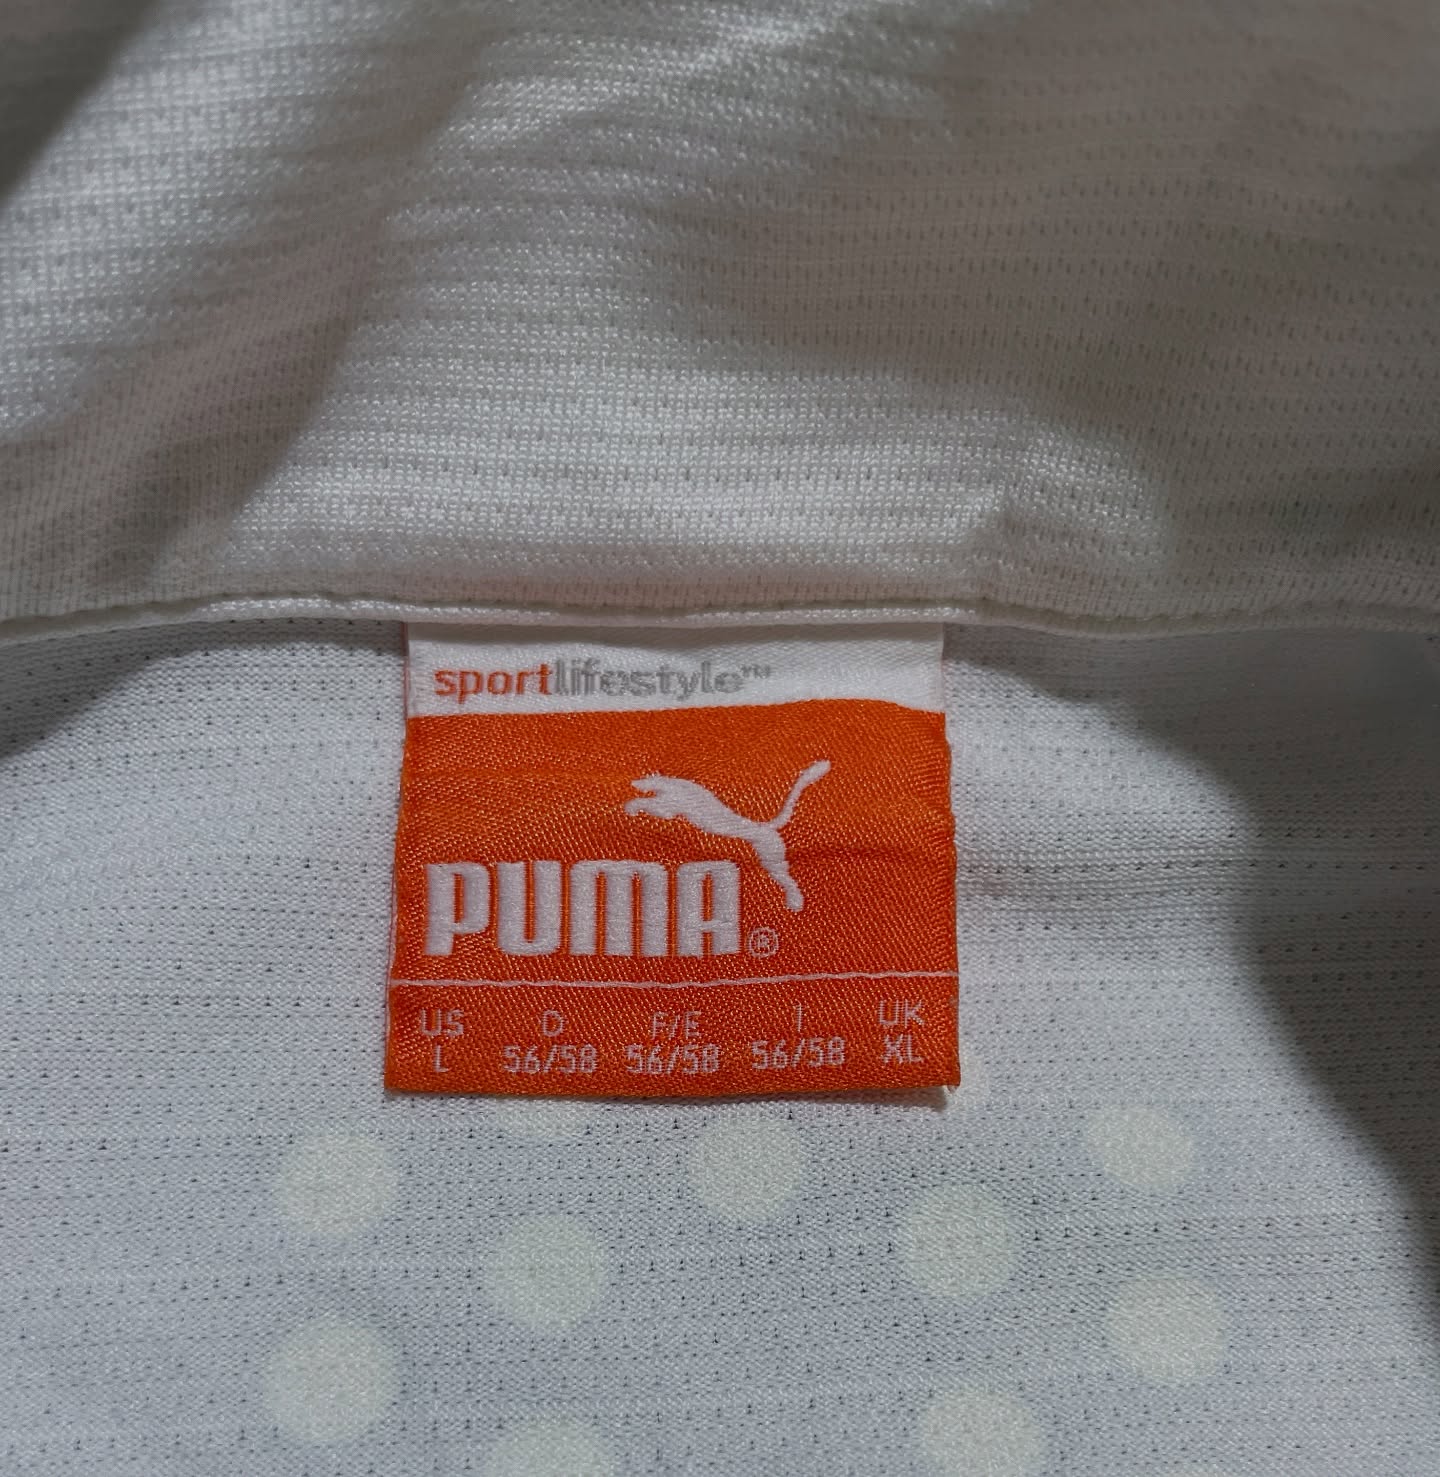 sportlifestyle™
PUMA®
US D F/E I UK
L 56/58 56/58 56/58 XL